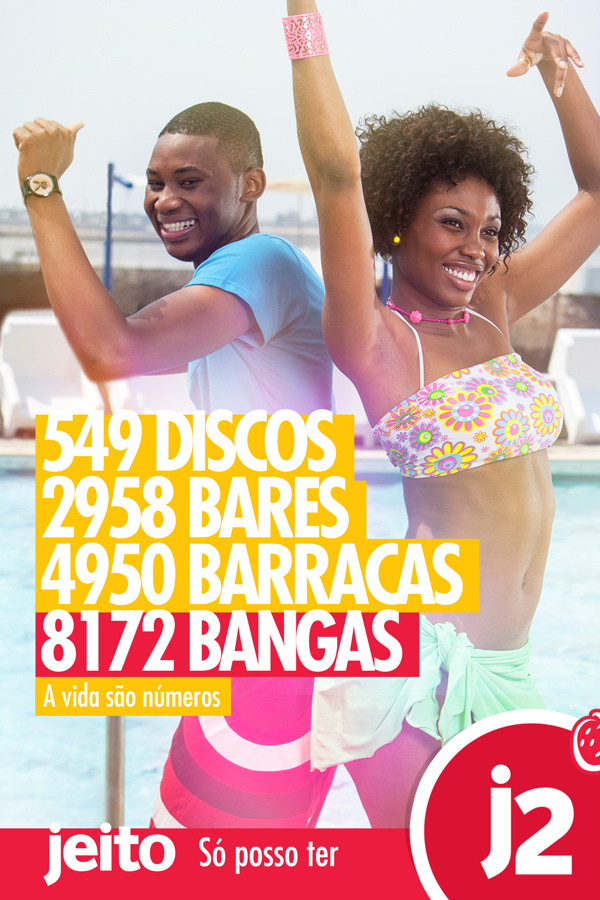 549 DISCOS
2958 BARES
4950 BARRACAS
8172 BANGAS
A vida são números
jeito Só posso ter
j2